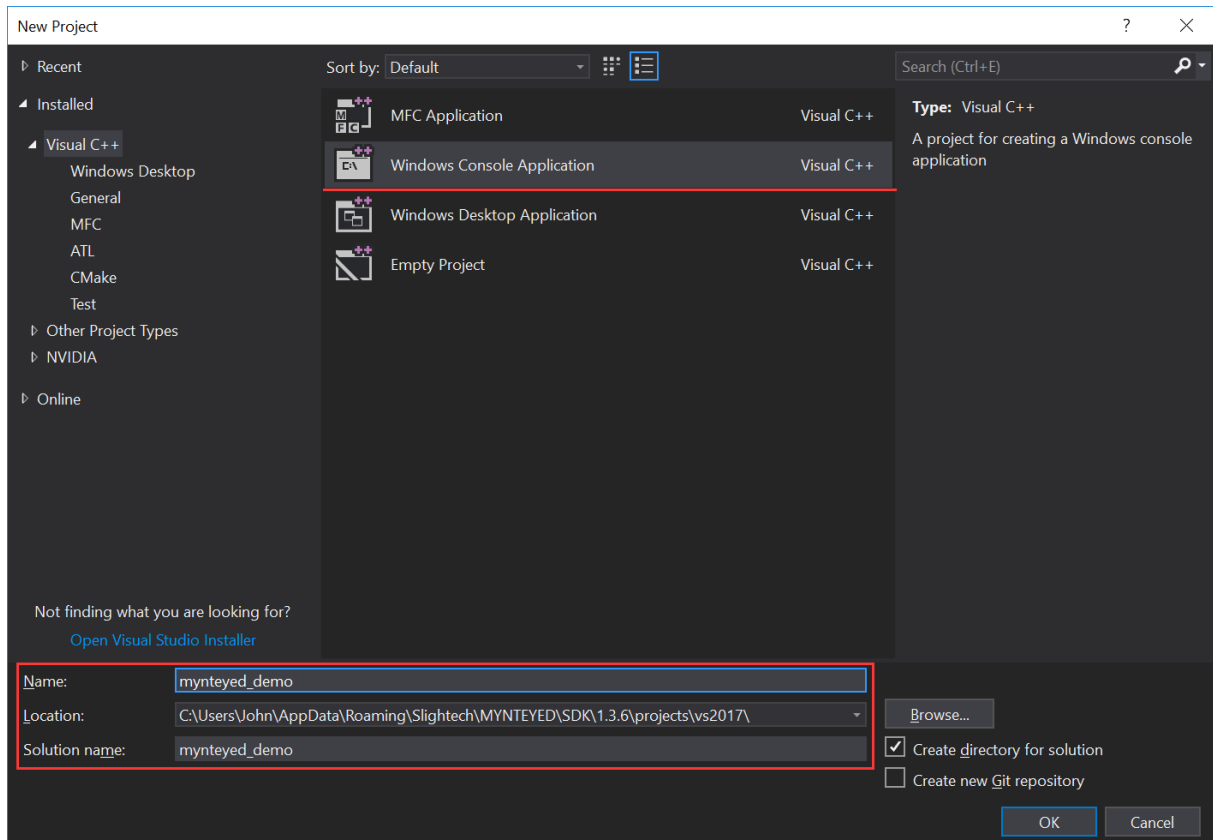 New Project
?
Recent
Installed
Visual C++
Windows Desktop
General
MFC
ATL
CMake
Test
Other Project Types
NVIDIA
Online
Not finding what you are looking for?
Open Visual Studio Installer
Sort by: Default
MFC Application Visual C++
Windows Console Application Visual C++
Windows Desktop Application Visual C++
Empty Project Visual C++
Search (Ctrl+E)
Type: Visual C++
A project for creating a Windows console
application
Name: mynteyed_demo
Location: C:\Users\John\AppData\Roaming\Slightech\MYNTEYED\SDK\1.3.6\projects\vs2017\
Solution name: mynteyed_demo
Browse...
Create directory for solution
Create new Git repository
OK Cancel